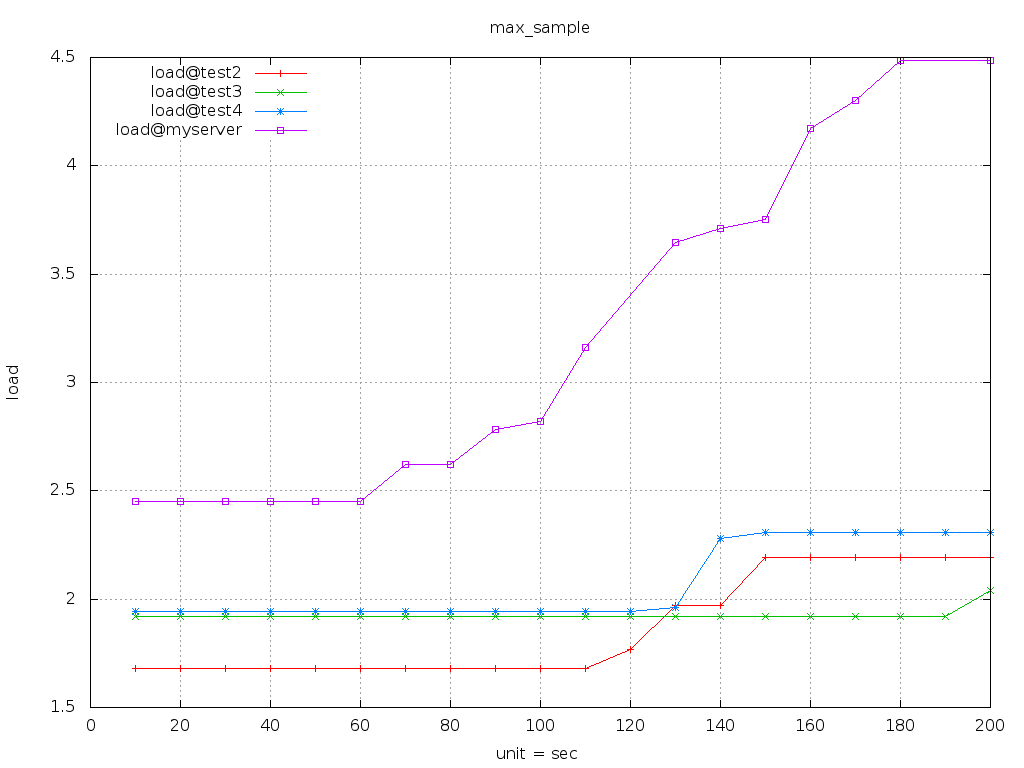 max_sample
load@test2
load@test3
load@test4
load@myserver
4.5
4
3.5
3
2.5
2
1.5
load
0 20 40 60 80 100 120 140 160 180 200
unit = sec